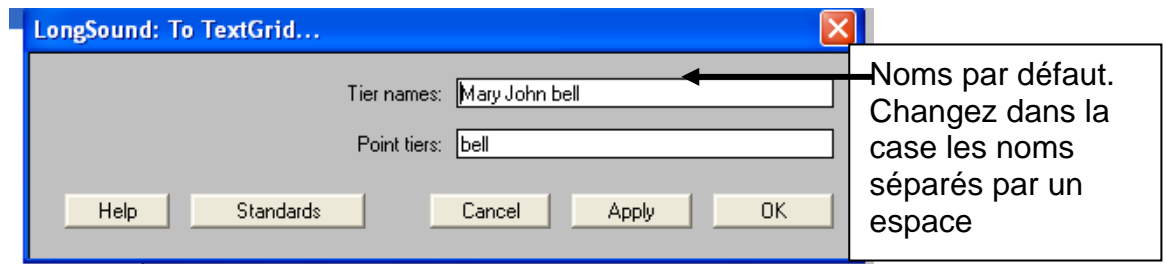 LongSound: To TextGrid...
Tier names: Mary John bell
Point tiers: bell
Help Standards Cancel Apply OK
Noms par défaut.
Changez dans la
case les noms
séparés par un
espace